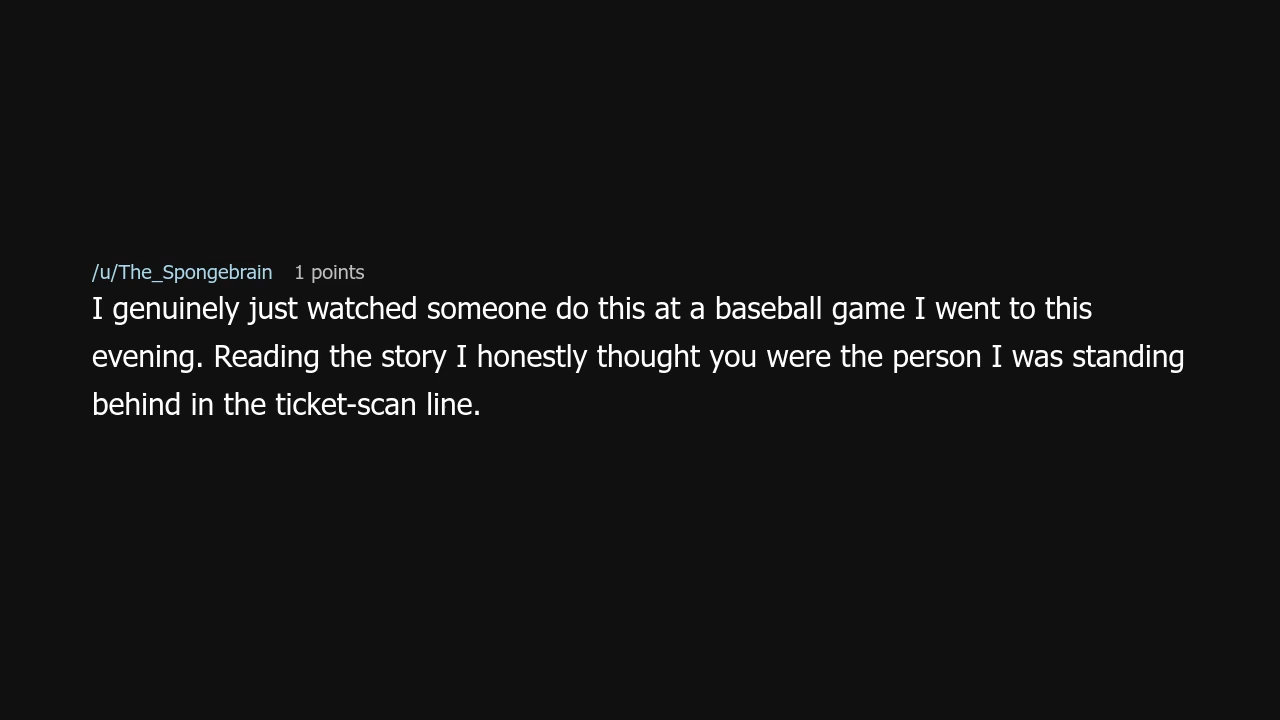 /u/The_Spongebrain 1 points
I genuinely just watched someone do this at a baseball game I went to this
evening. Reading the story I honestly thought you were the person I was standing
behind in the ticket-scan line.